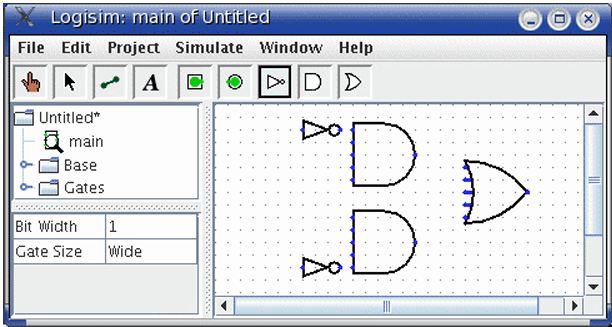 Logisim: main of Untitled
File Edit Project Simulate Window Help
A
Untitled*
main
Base
Gates
Bit Width 1
Gate Size Wide